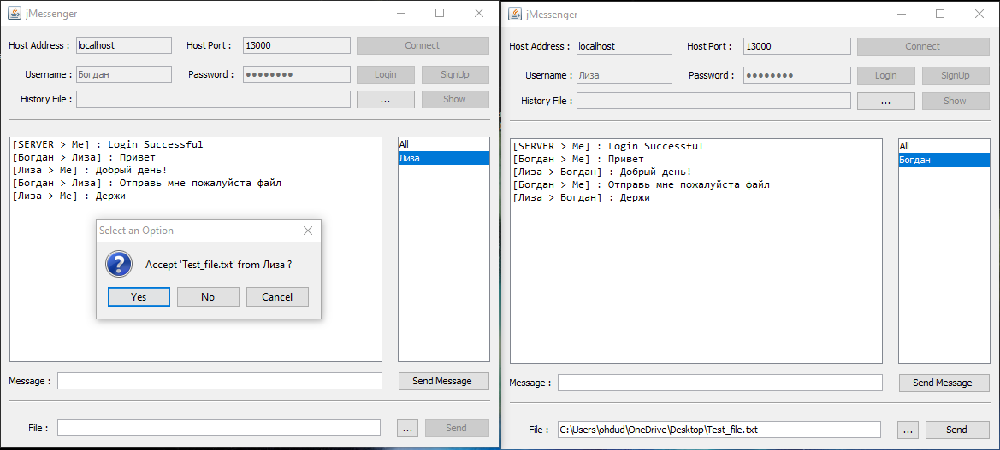 jMessenger
Host Address : localhost Host Port : 13000 Connect
Username : Богдан Password : ●●●●●●●● Login SignUp
History File : ... Show
[SERVER > Me] : Login Successful
[Богдан > Лиза] : Привет
[Лиза > Me] : Добрый день!
[Богдан > Лиза] : Отправь мне пожалуйста файл
[Лиза > Me] : Держи
All
Лиза
Select an Option
Accept 'Test_file.txt' from Лиза ?
Yes No Cancel
Message : Send Message
File : ... Send
jMessenger
Host Address : localhost Host Port : 13000 Connect
Username : Лиза Password : ●●●●●●●● Login SignUp
History File : ... Show
[SERVER > Me] : Login Successful
[Богдан > Me] : Привет
[Лиза > Богдан] : Добрый день!
[Богдан > Me] : Отправь мне пожалуйста файл
[Лиза > Богдан] : Держи
All
Богдан
Message : Send Message
File : C:\Users\ohdud\OneDrive\Desktop\Test_file.txt ... Send